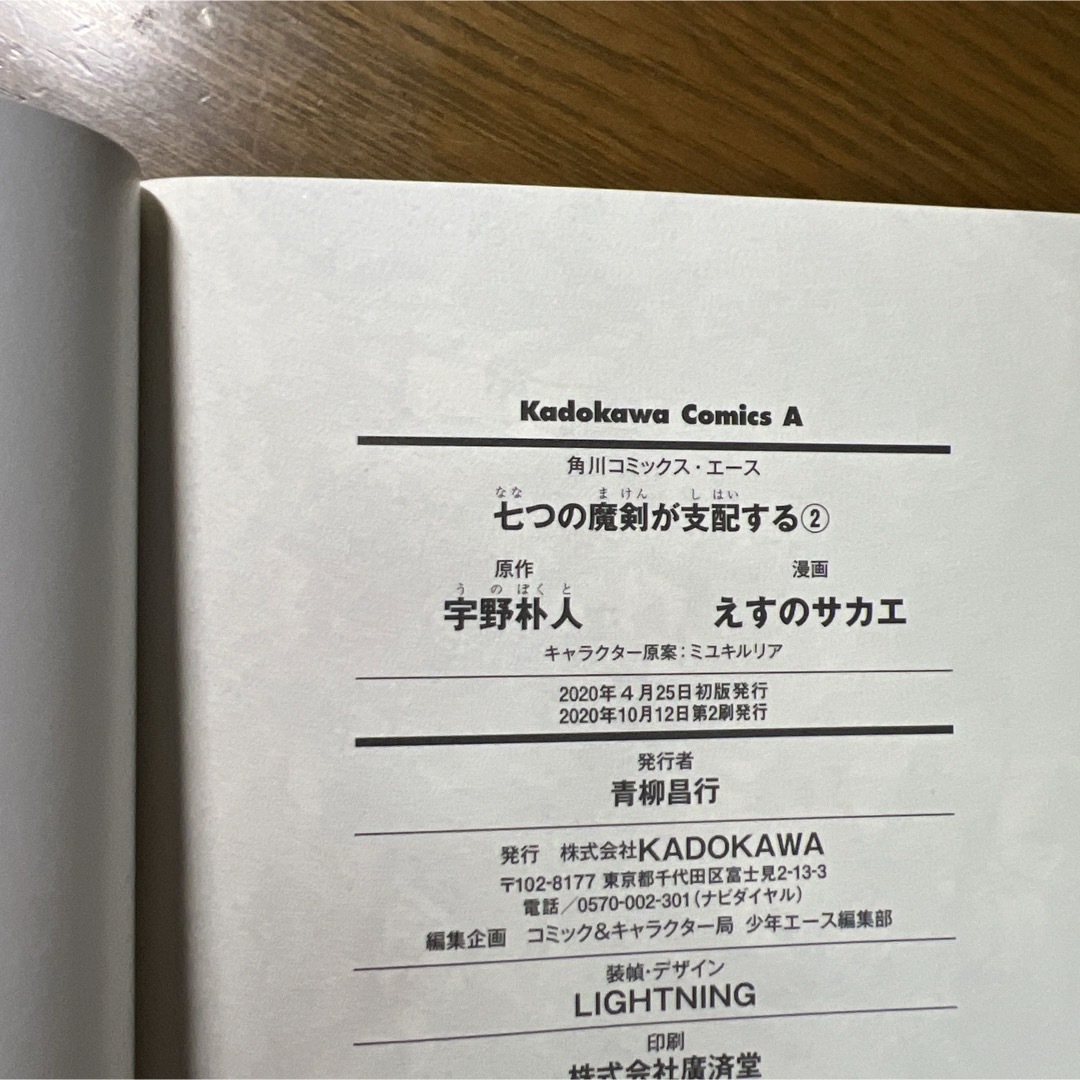 Kadokawa Comics A
角川コミックス・エース
なな まけん しはい
七つの魔剣が支配する②
原作 漫画
うのぼくと
宇野朴人 えすのサカエ
キャラクター原案：ミユキルリア
2020年4月25日初版発行
2020年10月12日第2刷発行
発行者
青柳昌行
発行 株式会社KADOKAWA
〒102-8177 東京都千代田区富士見2-13-3
電話／0570-002-301（ナビダイヤル）
編集企画 コミック&キャラクター局 少年エース編集部
装幀・デザイン
LIGHTNING
印刷
株式会社廣済堂